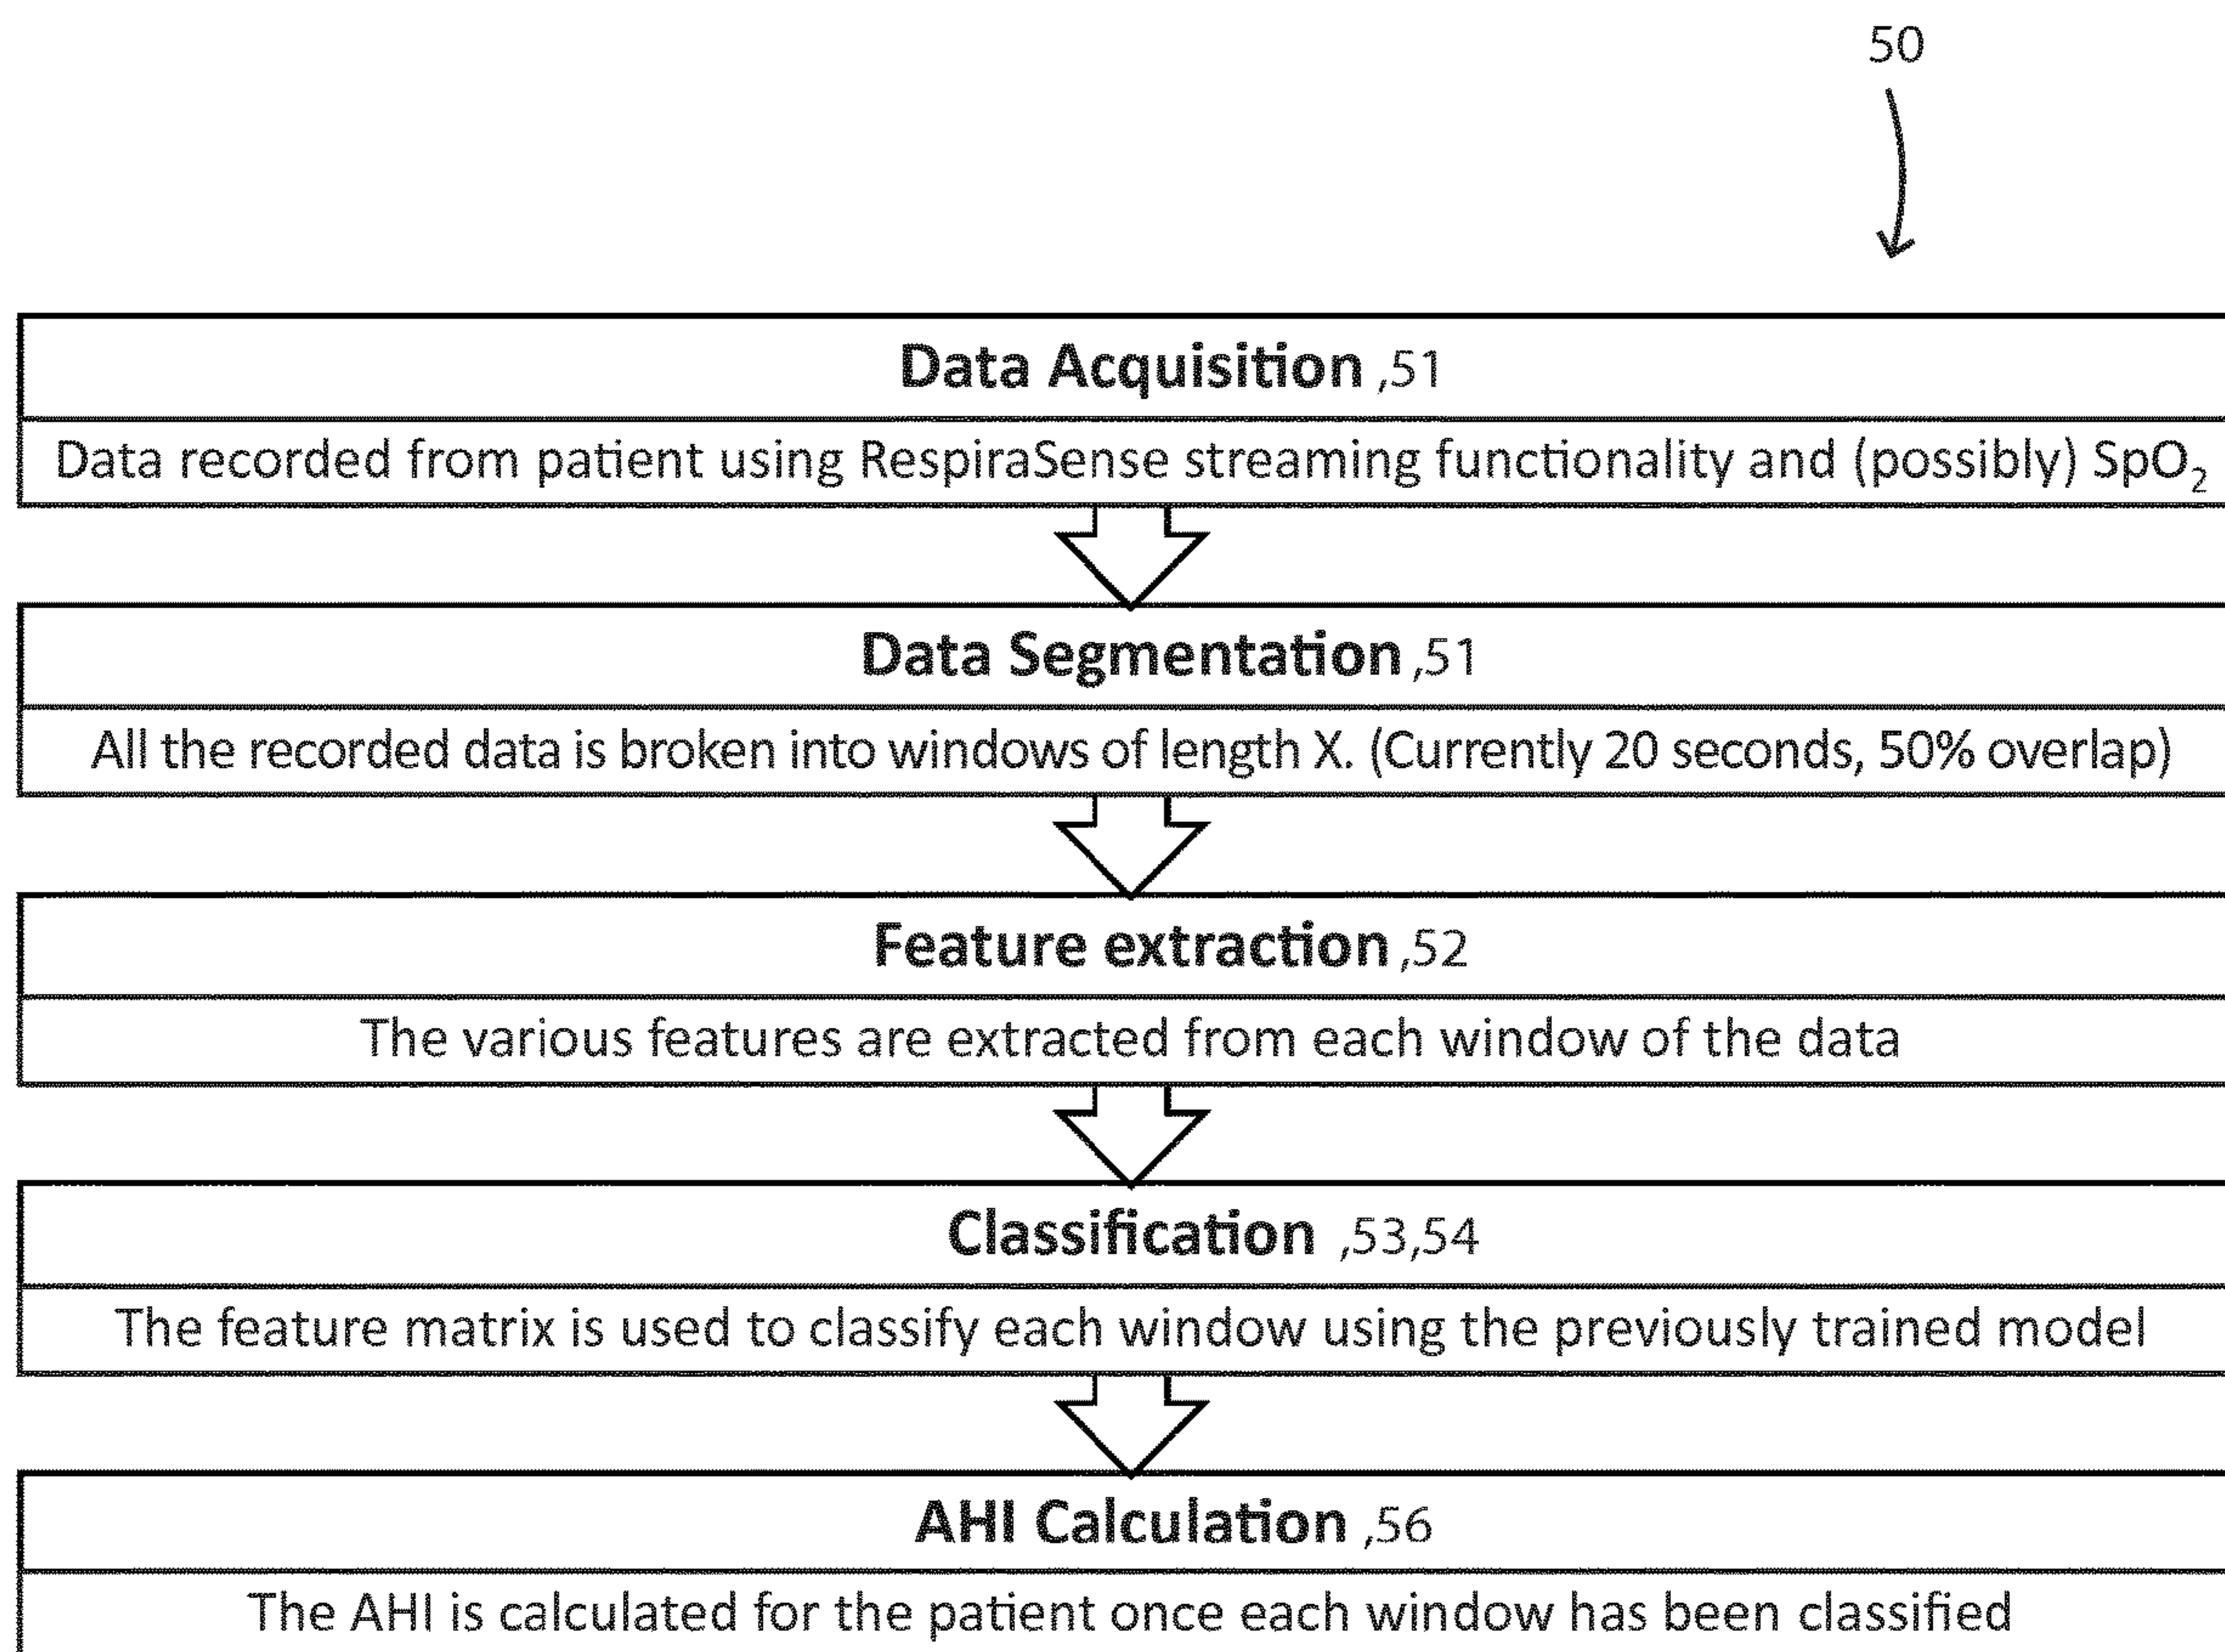 50
Data Acquisition ,51
Data recorded from patient using RespiraSense streaming functionality and (possibly) SpO₂
Data Segmentation ,51
All the recorded data is broken into windows of length X. (Currently 20 seconds, 50% overlap)
Feature extraction ,52
The various features are extracted from each window of the data
Classification ,53,54
The feature matrix is used to classify each window using the previously trained model
AHI Calculation ,56
The AHI is calculated for the patient once each window has been classified